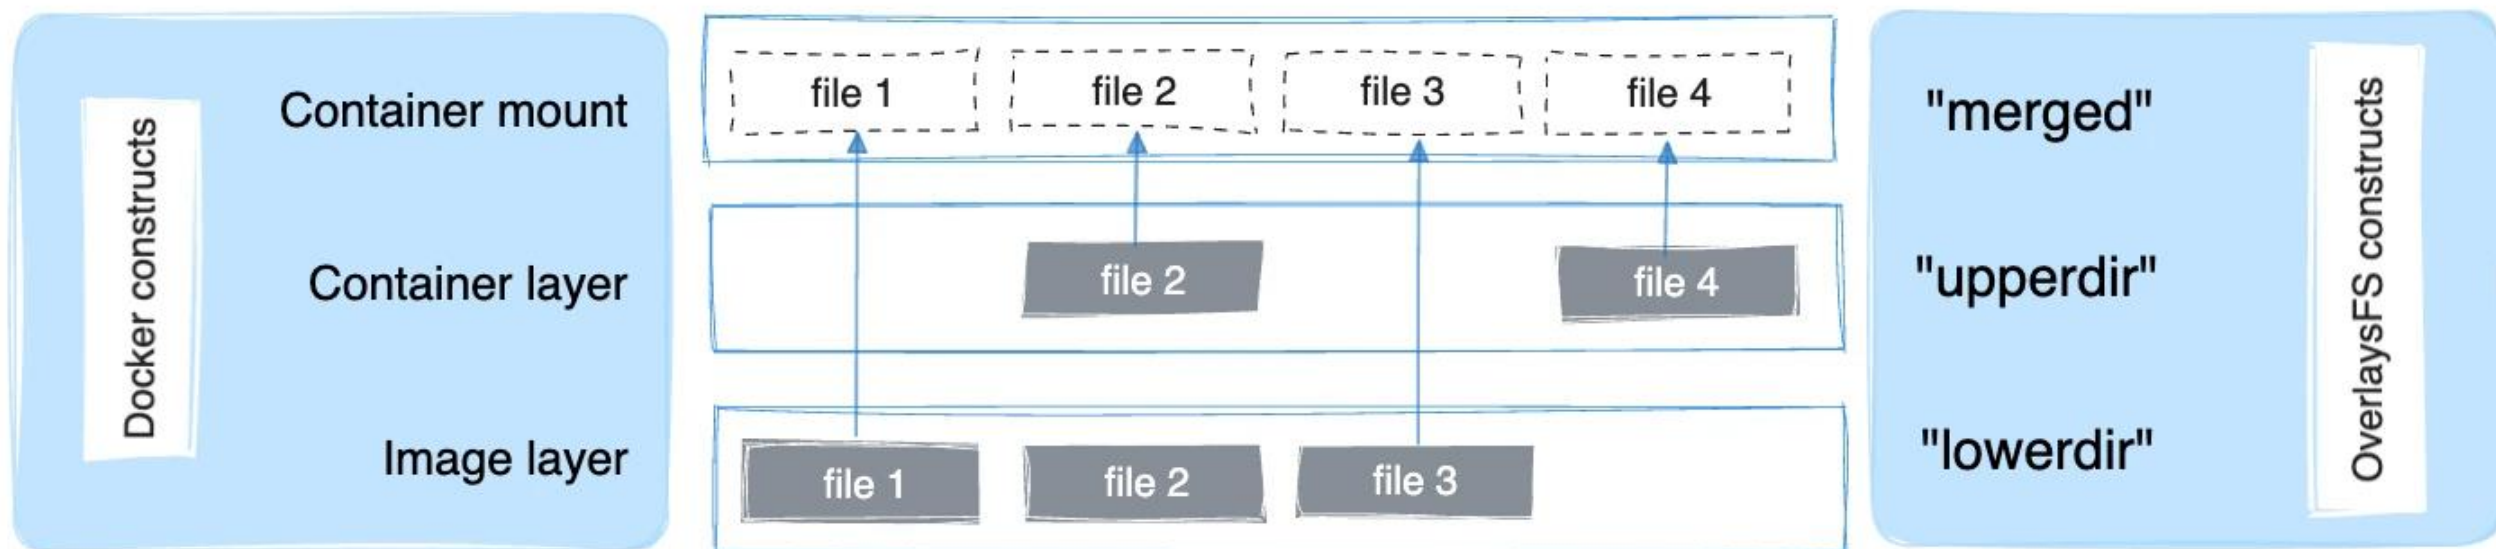 Docker constructs
Container mount
file 1
file 2
file 3
file 4
"merged"
Container layer
file 2
file 4
"upperdir"
Image layer
file 1
file 2
file 3
"lowerdir"
OverlaysFS constructs